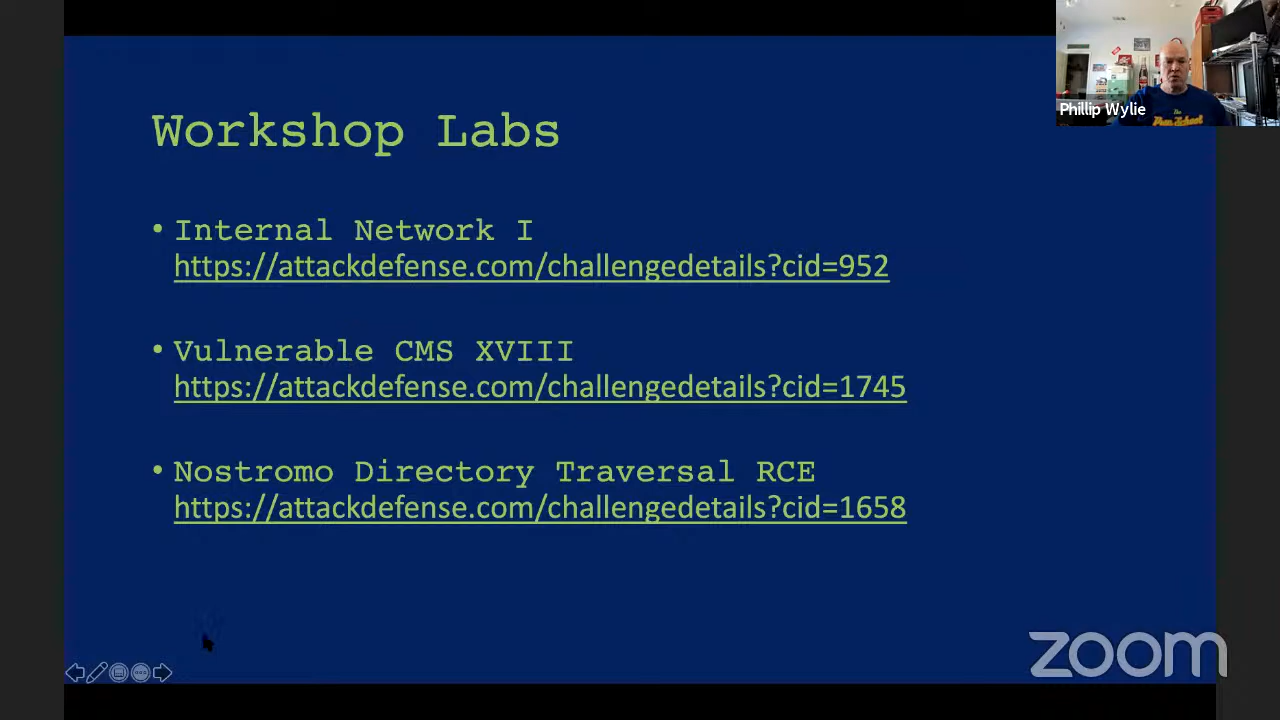 Workshop Labs
• Internal Network I
https://attackdefense.com/challengedetails?cid=952
• Vulnerable CMS XVIII
https://attackdefense.com/challengedetails?cid=1745
• Nostromo Directory Traversal RCE
https://attackdefense.com/challengedetails?cid=1658
Phillip Wylie
The
zoom